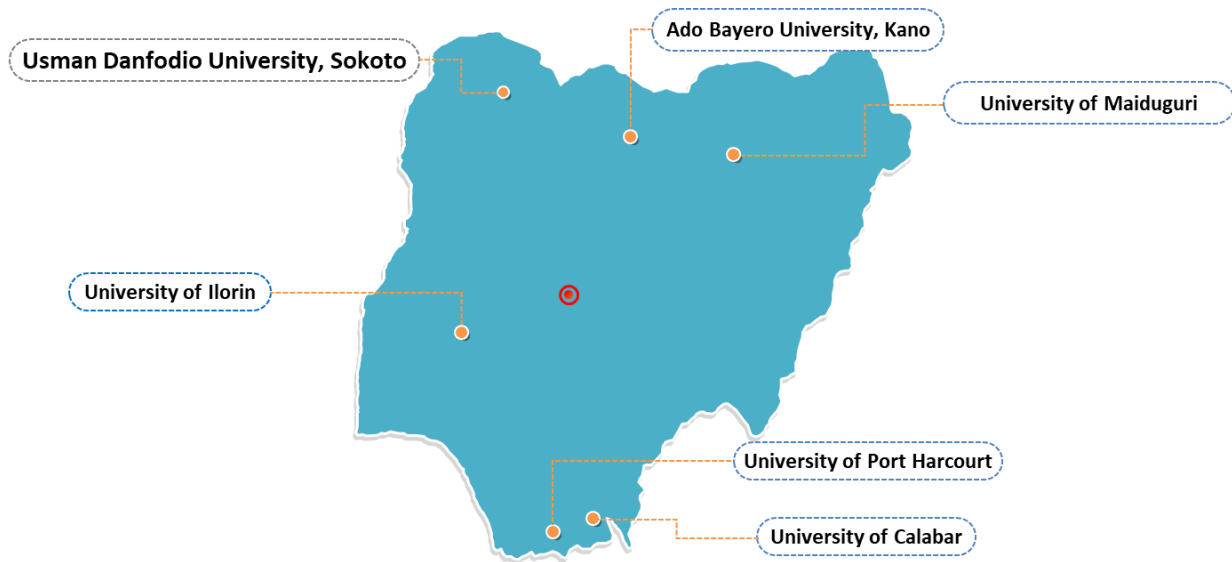 Ado Bayero University, Kano
Usman Danfodio University, Sokoto
University of Maiduguri
University of Ilorin
University of Port Harcourt
University of Calabar